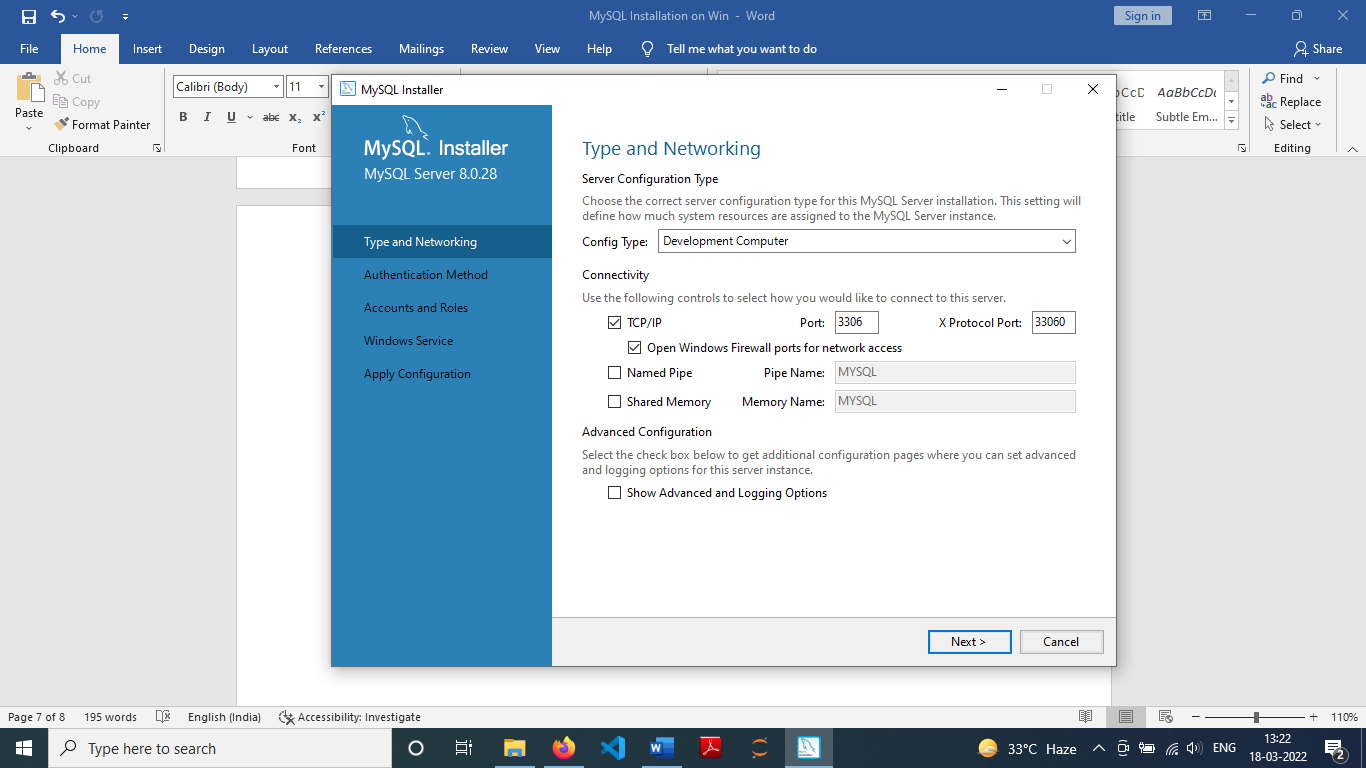 MySQL Installation on Win - Word
Sign in
File Home Insert Design Layout References Mailings Review View Help Tell me what you want to do Share
Paste
Cut
Copy
Format Painter
Clipboard
Calibri (Body) 11
B I U abc x₂ x²
Font
AaBbCcDc
Subtle Em...
Find
Replace
Select
Editing
MySQL Installer
MySQL® Installer
MySQL Server 8.0.28
Type and Networking
Authentication Method
Accounts and Roles
Windows Service
Apply Configuration
Type and Networking
Server Configuration Type
Choose the correct server configuration type for this MySQL Server installation. This setting will
define how much system resources are assigned to the MySQL Server instance.
Config Type: Development Computer
Connectivity
Use the following controls to select how you would like to connect to this server.
TCP/IP Port: 3306 X Protocol Port: 33060
Open Windows Firewall ports for network access
Named Pipe Pipe Name: MYSQL
Shared Memory Memory Name: MYSQL
Advanced Configuration
Select the check box below to get additional configuration pages where you can set advanced
and logging options for this server instance.
Show Advanced and Logging Options
Next > Cancel
Page 7 of 8 195 words English (India) Accessibility: Investigate 110%
Type here to search
33°C Haze ENG
13:22
18-03-2022
2